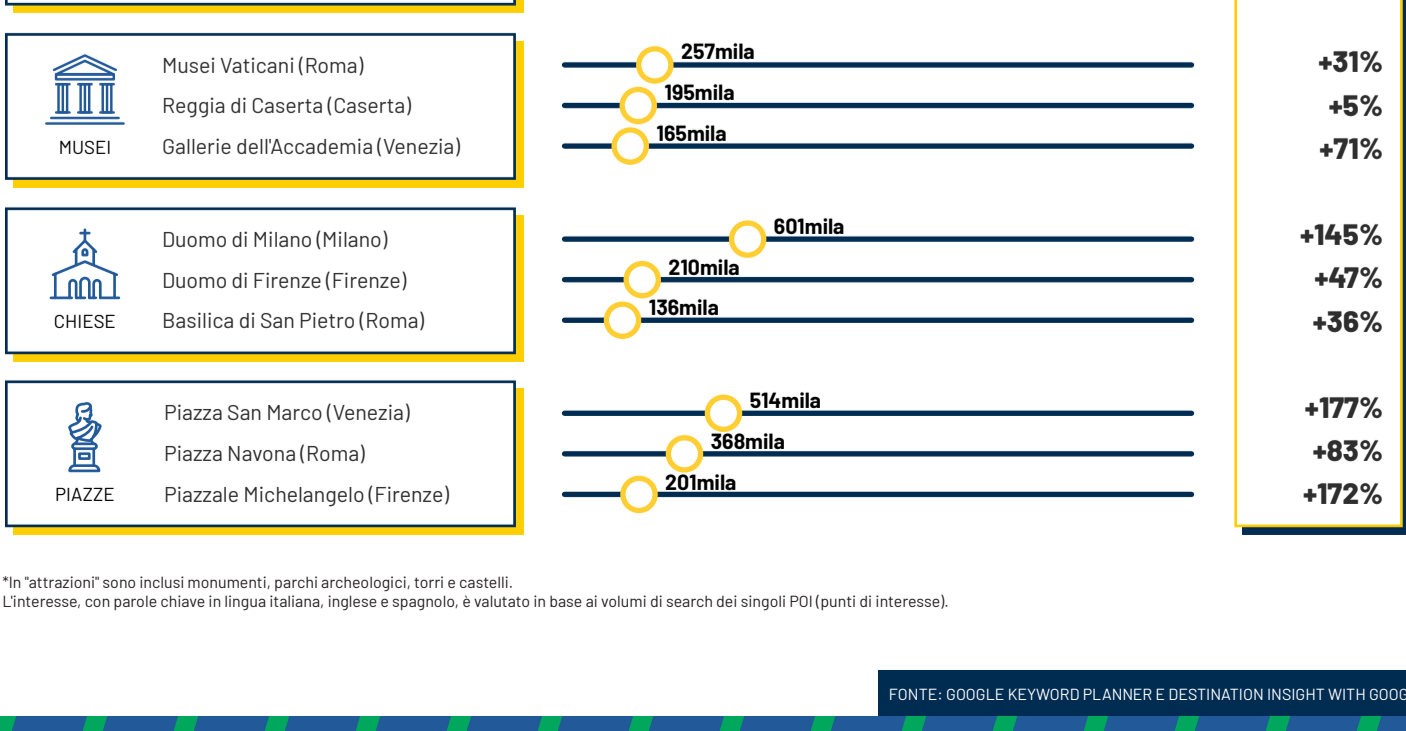 Musei Vaticani (Roma) 257mila +31%
Reggia di Caserta (Caserta) 195mila +5%
MUSEI Gallerie dell'Accademia (Venezia) 165mila +71%
Duomo di Milano (Milano) 601mila +145%
Duomo di Firenze (Firenze) 210mila +47%
CHIESE Basilica di San Pietro (Roma) 136mila +36%
Piazza San Marco (Venezia) 514mila +177%
Piazza Navona (Roma) 368mila +83%
PIAZZE Piazzale Michelangelo (Firenze) 201mila +172%
*In "attrazioni" sono inclusi monumenti, parchi archeologici, torri e castelli.
L'interesse, con parole chiave in lingua italiana, inglese e spagnolo, è valutato in base ai volumi di search dei singoli POI (punti di interesse).
FONTE: GOOGLE KEYWORD PLANNER E DESTINATION INSIGHT WITH GOOG